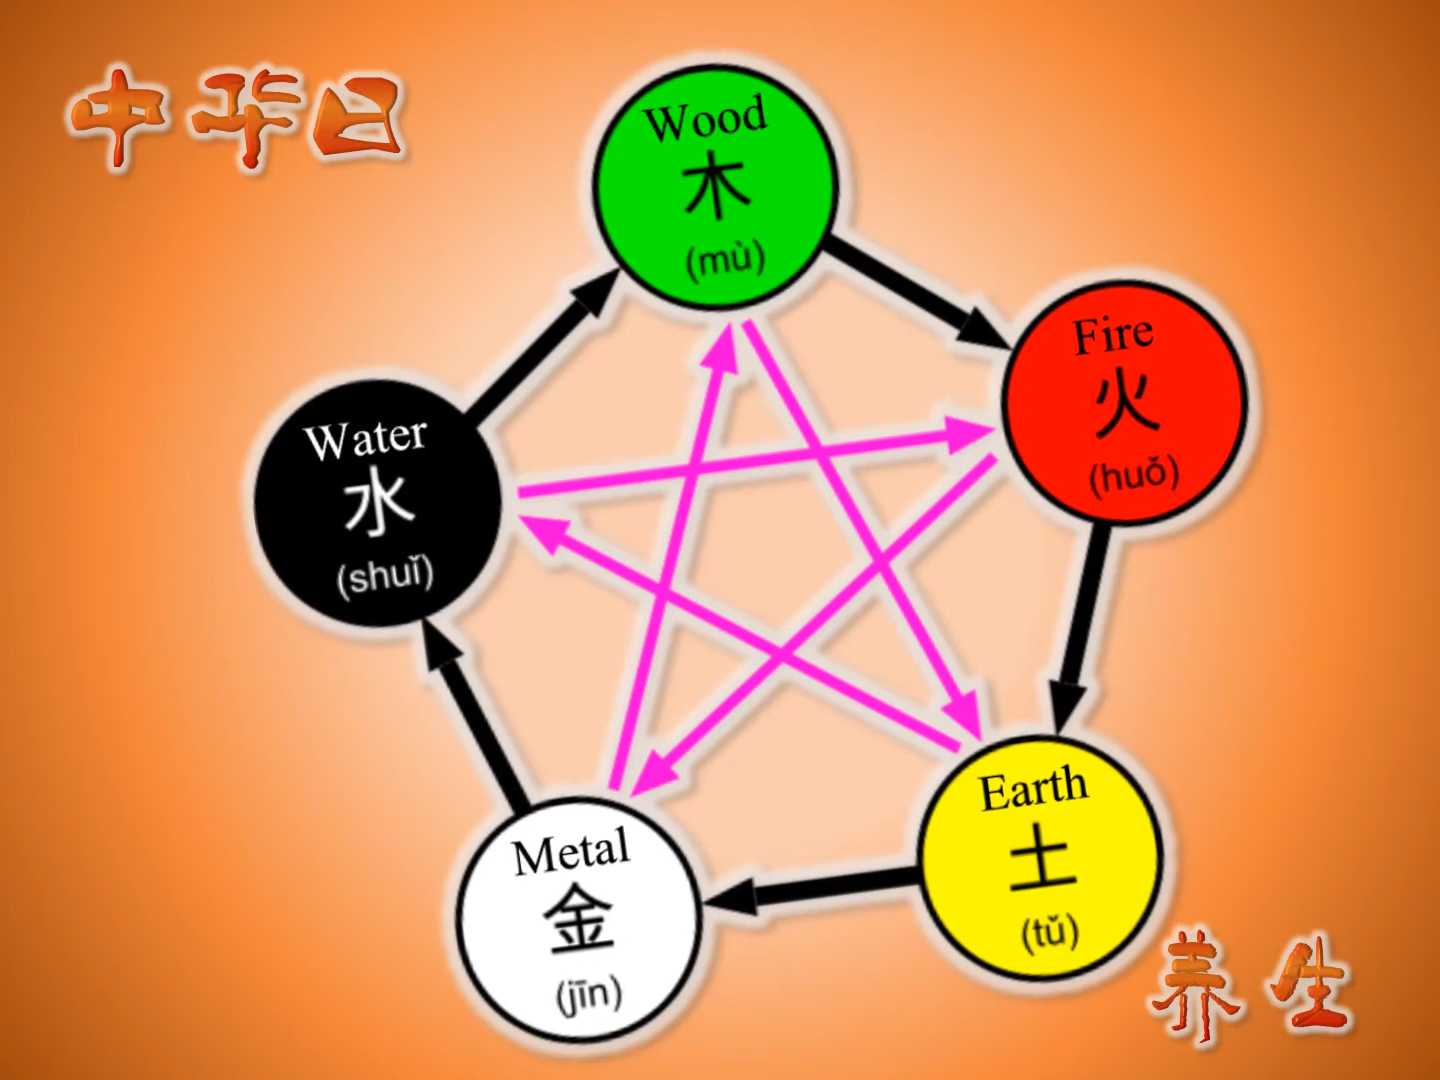 中华日
Wood
木
(mù)
Fire
火
(huǒ)
Water
水
(shuǐ)
Earth
土
(tǔ)
Metal
金
(jīn)
养生